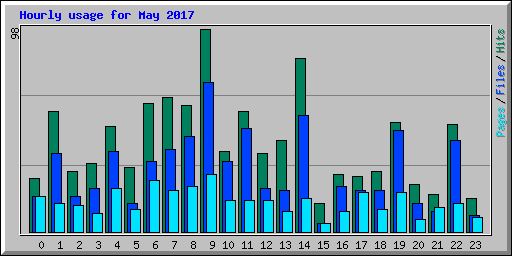 Hourly usage for May 2017
98
Pages / Files / Hits
0 1 2 3 4 5 6 7 8 9 10 11 12 13 14 15 16 17 18 19 20 21 22 23